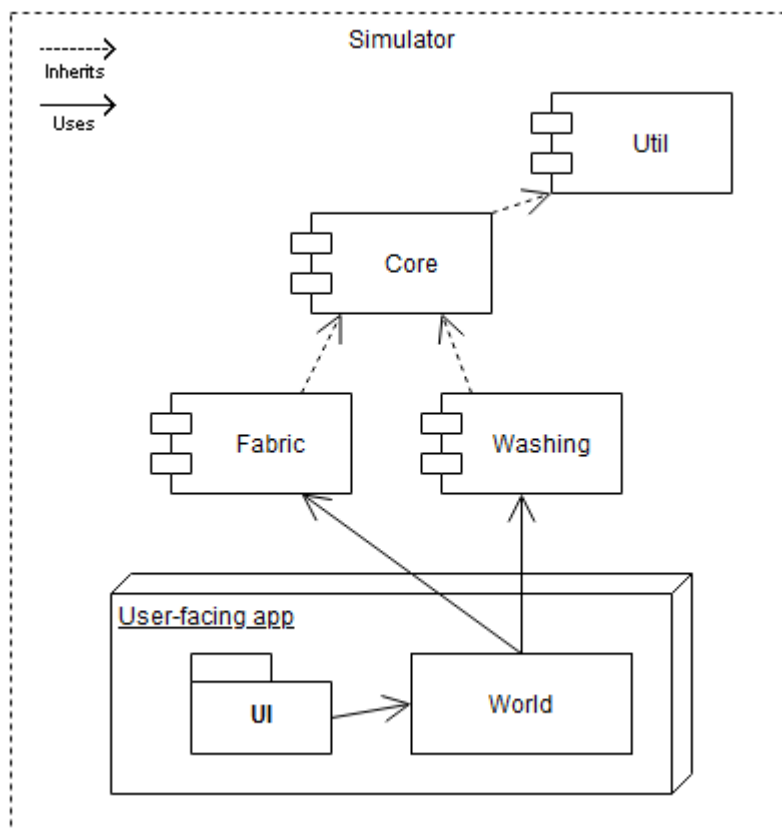 Simulator
Inherits
Uses
Util
Core
Fabric
Washing
User-facing app
UI
World